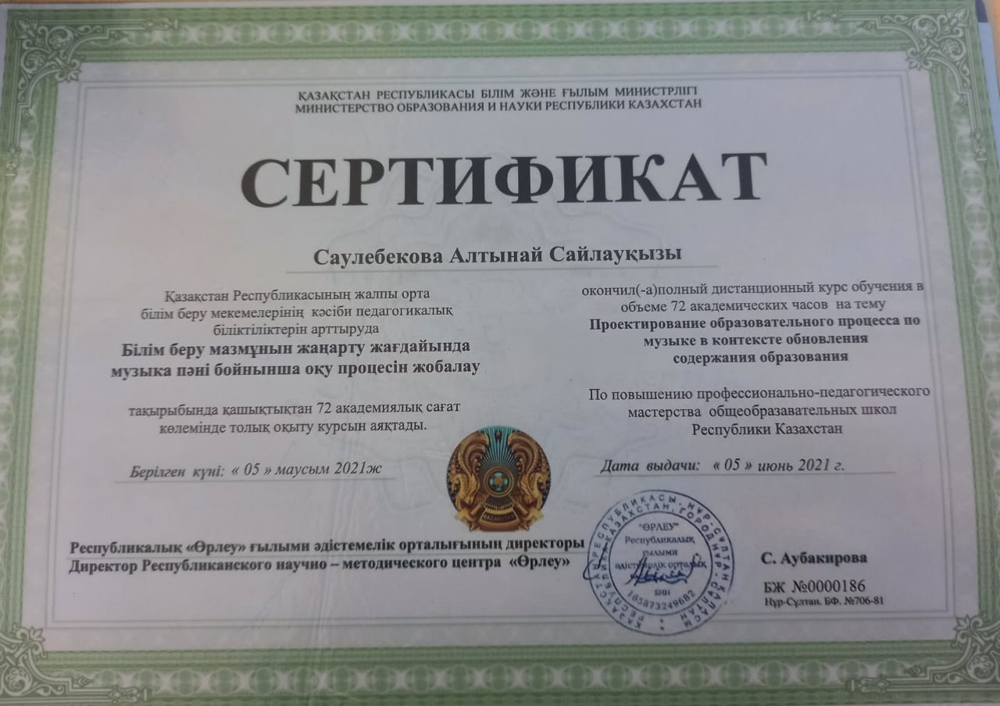 ҚАЗАҚСТАН РЕСПУБЛИКАСЫ БІЛІМ ЖӘНЕ ҒЫЛЫМ МИНИСТРЛІГІ
МИНИСТЕРСТВО ОБРАЗОВАНИЯ И НАУКИ РЕСПУБЛИКИ КАЗАХСТАН
СЕРТИФИКАТ
Саулебекова Алтынай Сайлауқызы
Қазақстан Республикасының жалпы орта
білім беру мекемелерінің кәсіби педагогикалық
біліктіліктерін арттыруда
Білім беру мазмұнын жаңарту жағдайында
музыка пәні бойнынша оқу процесін жобалау
тақырыбында қашықтықтан 72 академиялық сағат
көлемінде толық оқыту курсын аяқтады.
Берілген күні: « 05 » маусым 2021ж
окончил(-а)полный дистанционный курс обучения в
объеме 72 академических часов на тему
Проектирование образовательного процесса по
музыке в контексте обновления
содержания образования
По повышению профессионально-педагогического
мастерства общеобразавательных школ
Республики Казахстан
Дата выдачи: « 05 » июнь 2021 г.
Республикалық «Өрлеу» ғылыми әдістемелік орталығының директоры
Директор Республиканского научно – методического центра «Өрлеу»
ҚАЗАҚСТАН РЕСПУБЛИКАСЫ, НҰР-СҰЛТАН ҚАЛАСЫ
РЕСПУБЛИКА КАЗАХСТАН, ГОРОД НУР-СУЛТАН
"ӨРЛЕУ"
Республикалық
ғылыми
әдістемелік орталық
БИН
185873249682
С. Аубакирова
БЖ №0000186
Нұр-Сұлтан. БФ. №706-81